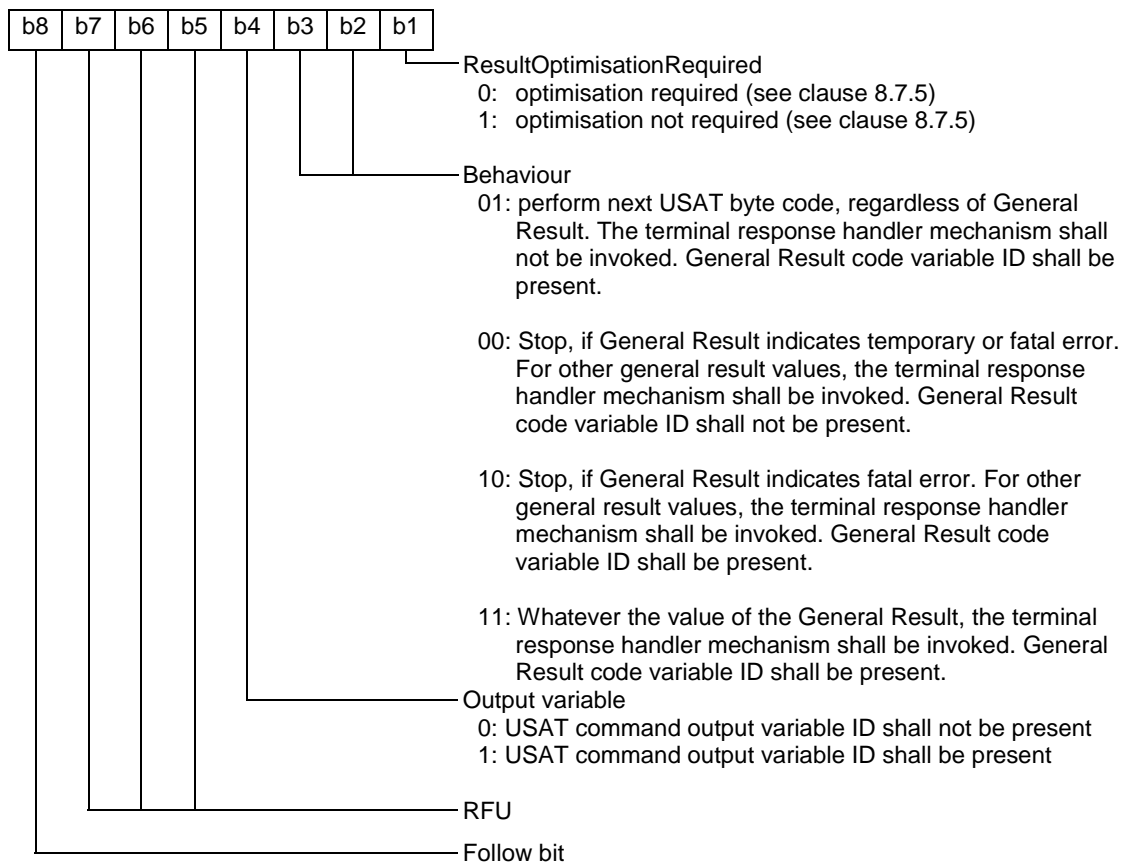 b8 b7 b6 b5 b4 b3 b2 b1
ResultOptimisationRequired
0: optimisation required (see clause 8.7.5)
1: optimisation not required (see clause 8.7.5)
Behaviour
01: perform next USAT byte code, regardless of General
Result. The terminal response handler mechanism shall
not be invoked. General Result code variable ID shall be
present.
00: Stop, if General Result indicates temporary or fatal error.
For other general result values, the terminal response
handler mechanism shall be invoked. General Result
code variable ID shall not be present.
10: Stop, if General Result indicates fatal error. For other
general result values, the terminal response handler
mechanism shall be invoked. General Result code
variable ID shall be present.
11: Whatever the value of the General Result, the terminal
response handler mechanism shall be invoked. General
Result code variable ID shall be present.
Output variable
0: USAT command output variable ID shall not be present
1: USAT command output variable ID shall be present
RFU
Follow bit